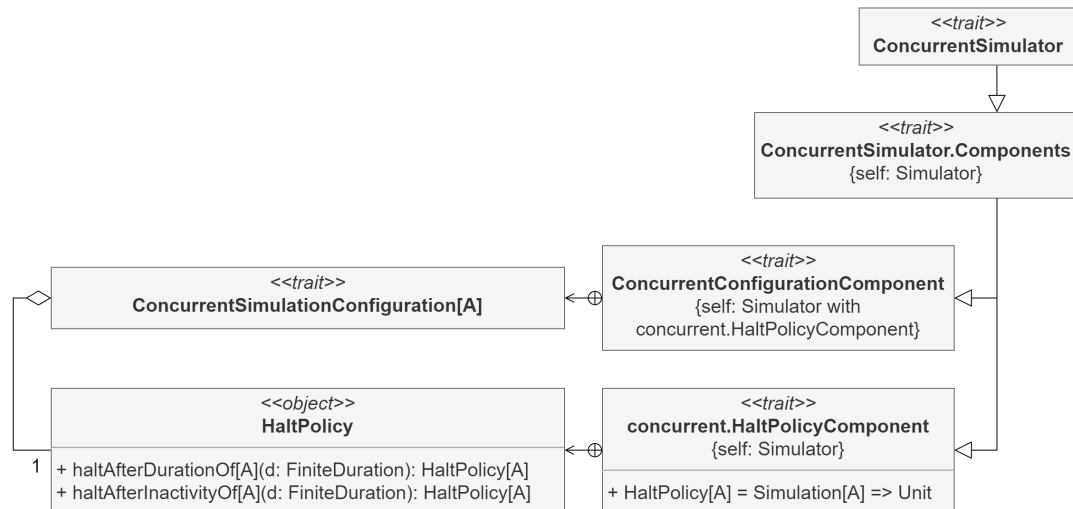 <<trait>>
ConcurrentSimulator
<<trait>>
ConcurrentSimulator.Components
{self: Simulator}
<<trait>>
ConcurrentSimulationConfiguration[A]
<<trait>>
ConcurrentConfigurationComponent
{self: Simulator with
concurrent.HaltPolicyComponent}
<<object>>
HaltPolicy
1
+ haltAfterDurationOf[A](d: FiniteDuration): HaltPolicy[A]
+ haltAfterInactivityOf[A](d: FiniteDuration): HaltPolicy[A]
<<trait>>
concurrent.HaltPolicyComponent
{self: Simulator}
+ HaltPolicy[A] = Simulation[A] => Unit